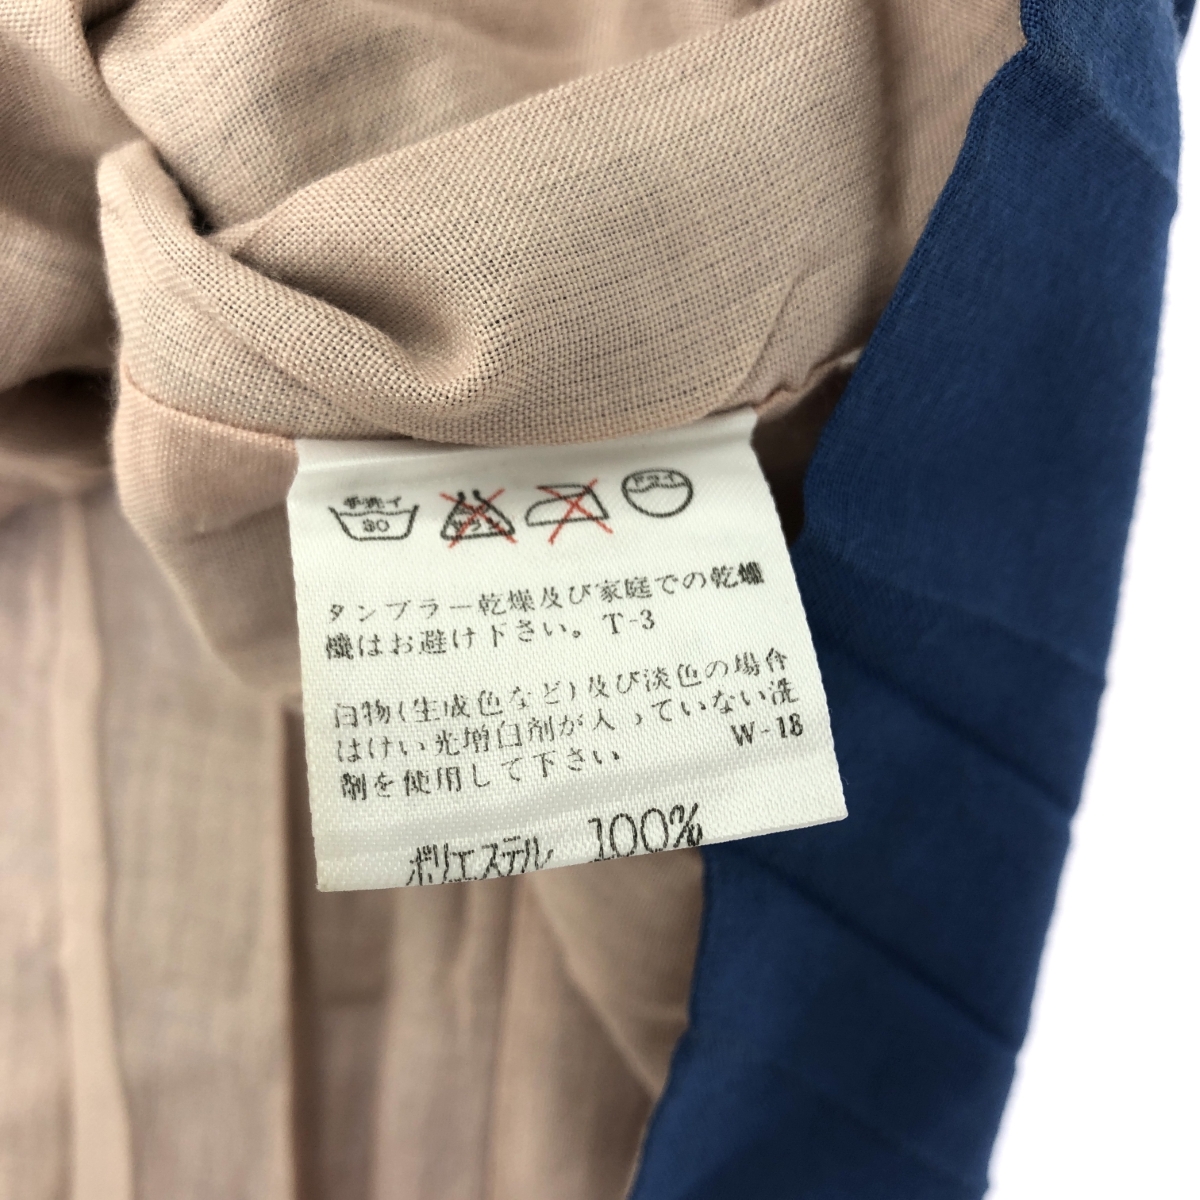 手洗イ
30
ドライ
タンブラー乾燥及び家庭での乾燥
機はお避け下さい。T-3
白物(生成色など)及び淡色の場合
はけい光増白剤が入っていない洗
剤を使用して下さい W-18
ポリエステル 100%